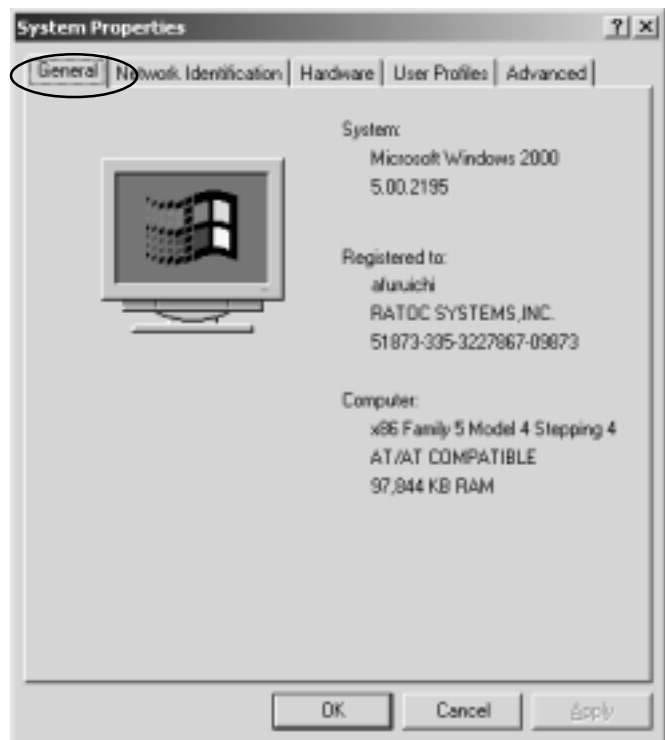 System Properties
General Network Identification Hardware User Profiles Advanced
System:
Microsoft Windows 2000
5.00.2195
Registered to:
afuruichi
RATOC SYSTEMS,INC.
51873-335-3227867-09873
Computer:
x86 Family 5 Model 4 Stepping 4
AT/AT COMPATIBLE
97,844 KB RAM
OK Cancel Apply